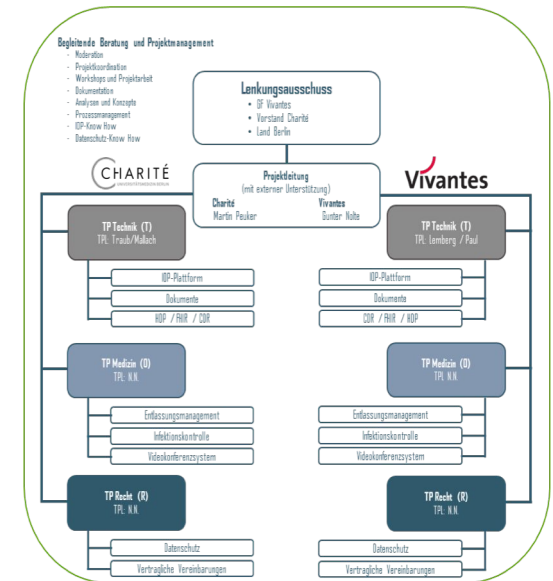 Begleitende Beratung und Projektmanagement
- Moderation
- Projektkoordination
- Workshops und Projektarbeit
- Dokumentation
- Analysen und Konzepte
- Prozessmanagement
- IOP-Know How
- Datenschutz-Know How
Lenkungsausschuss
• GF Vivantes
• Vorstand Charité
• Land Berlin
CHARITÉ
UNIVERSITÄTSMEDIZIN BERLIN
Projektleitung
(mit externer Unterstützung)
Charité Vivantes
Martin Peuker Gunter Nolte
Vivantes
TP Technik (T)
TPL: Traub/Mallach
IOP-Plattform
Dokumente
HDP / FHIR / CDR
TP Medizin (O)
TPL: N.N.
Entlassungsmanagement
Infektionskontrolle
Videokonferenzsystem
TP Recht (R)
TPL: N.N.
Datenschutz
Vertragliche Vereinbarungen
TP Technik (T)
TPL: Lemberg / Paul
IOP-Plattform
Dokumente
CDR / FHIR / HDP
TP Medizin (O)
TPL: N.N.
Entlassungsmanagement
Infektionskontrolle
Videokonferenzsystem
TP Recht (R)
TPL: N.N.
Datenschutz
Vertragliche Vereinbarungen